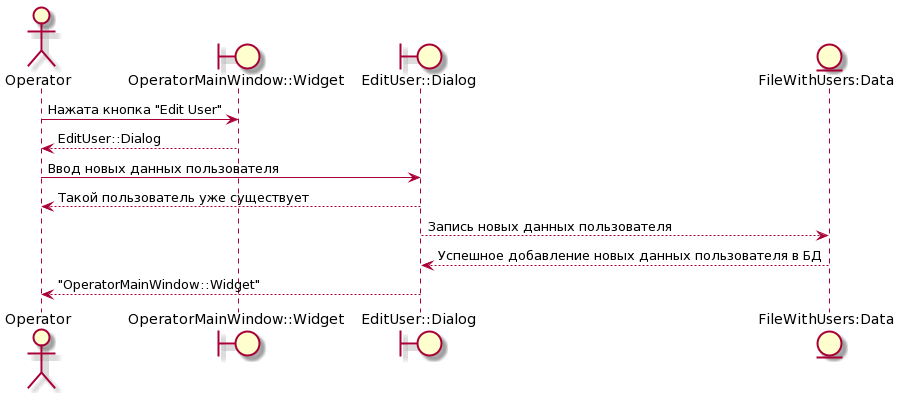 Operator
OperatorMainWindow::Widget
EditUser::Dialog
FileWithUsers:Data
Нажата кнопка "Edit User"
EditUser::Dialog
Ввод новых данных пользователя
Такой пользователь уже существует
Запись новых данных пользователя
Успешное добавление новых данных пользователя в БД
"OperatorMainWindow::Widget"
Operator
OperatorMainWindow::Widget
EditUser::Dialog
FileWithUsers:Data